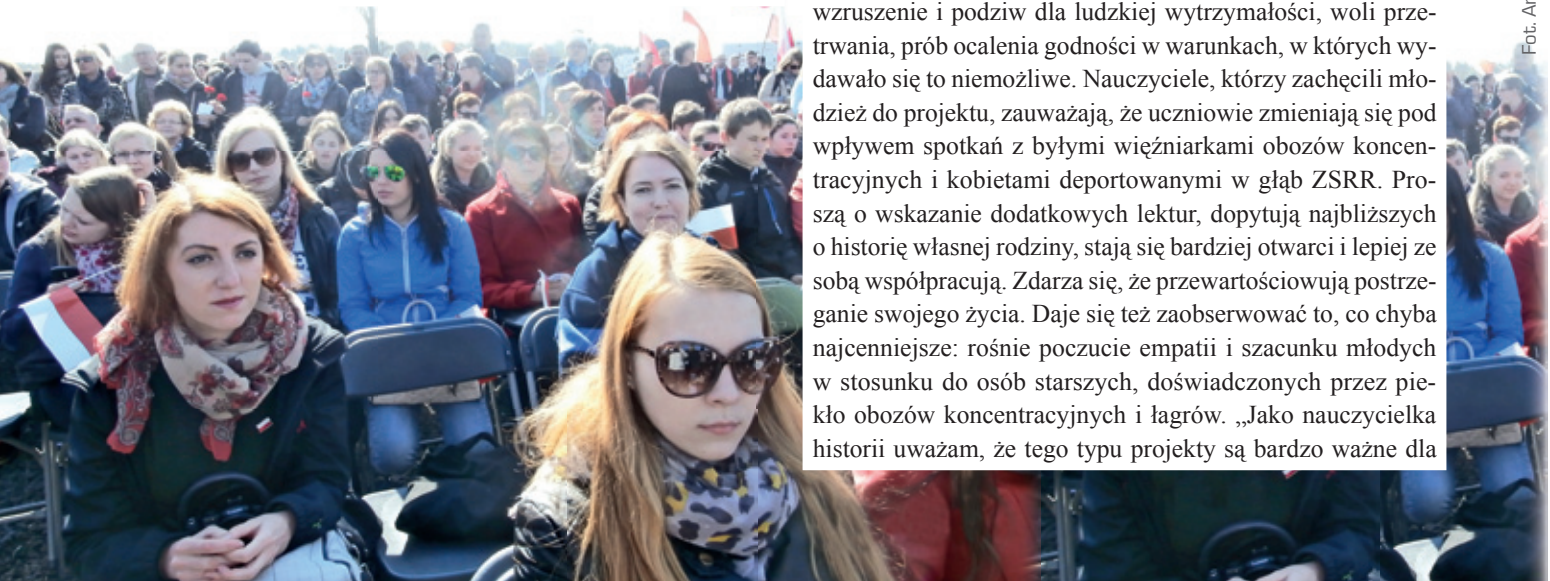 wzruszenie i podziw dla ludzkiej wytrzymałości, woli prze-
trwania, prób ocalenia godności w warunkach, w których wy-
dawało się to niemożliwe. Nauczyciele, którzy zachęcili mło-
dzież do projektu, zauważają, że uczniowie zmieniają się pod
wpływem spotkań z byłymi więźniarkami obozów koncen-
tracyjnych i kobietami deportowanymi w głąb ZSRR. Pro-
szą o wskazanie dodatkowych lektur, dopytują najbliższych
o historię własnej rodziny, stają się bardziej otwarci i lepiej ze
sobą współpracują. Zdarza się, że przewartościowują postrze-
ganie swojego życia. Daje się też zaobserwować to, co chyba
najcenniejsze: rośnie poczucie empatii i szacunku młodych
w stosunku do osób starszych, doświadczonych przez pie-
kło obozów koncentracyjnych i łagrów. „Jako nauczycielka
historii uważam, że tego typu projekty są bardzo ważne dla
Fot.